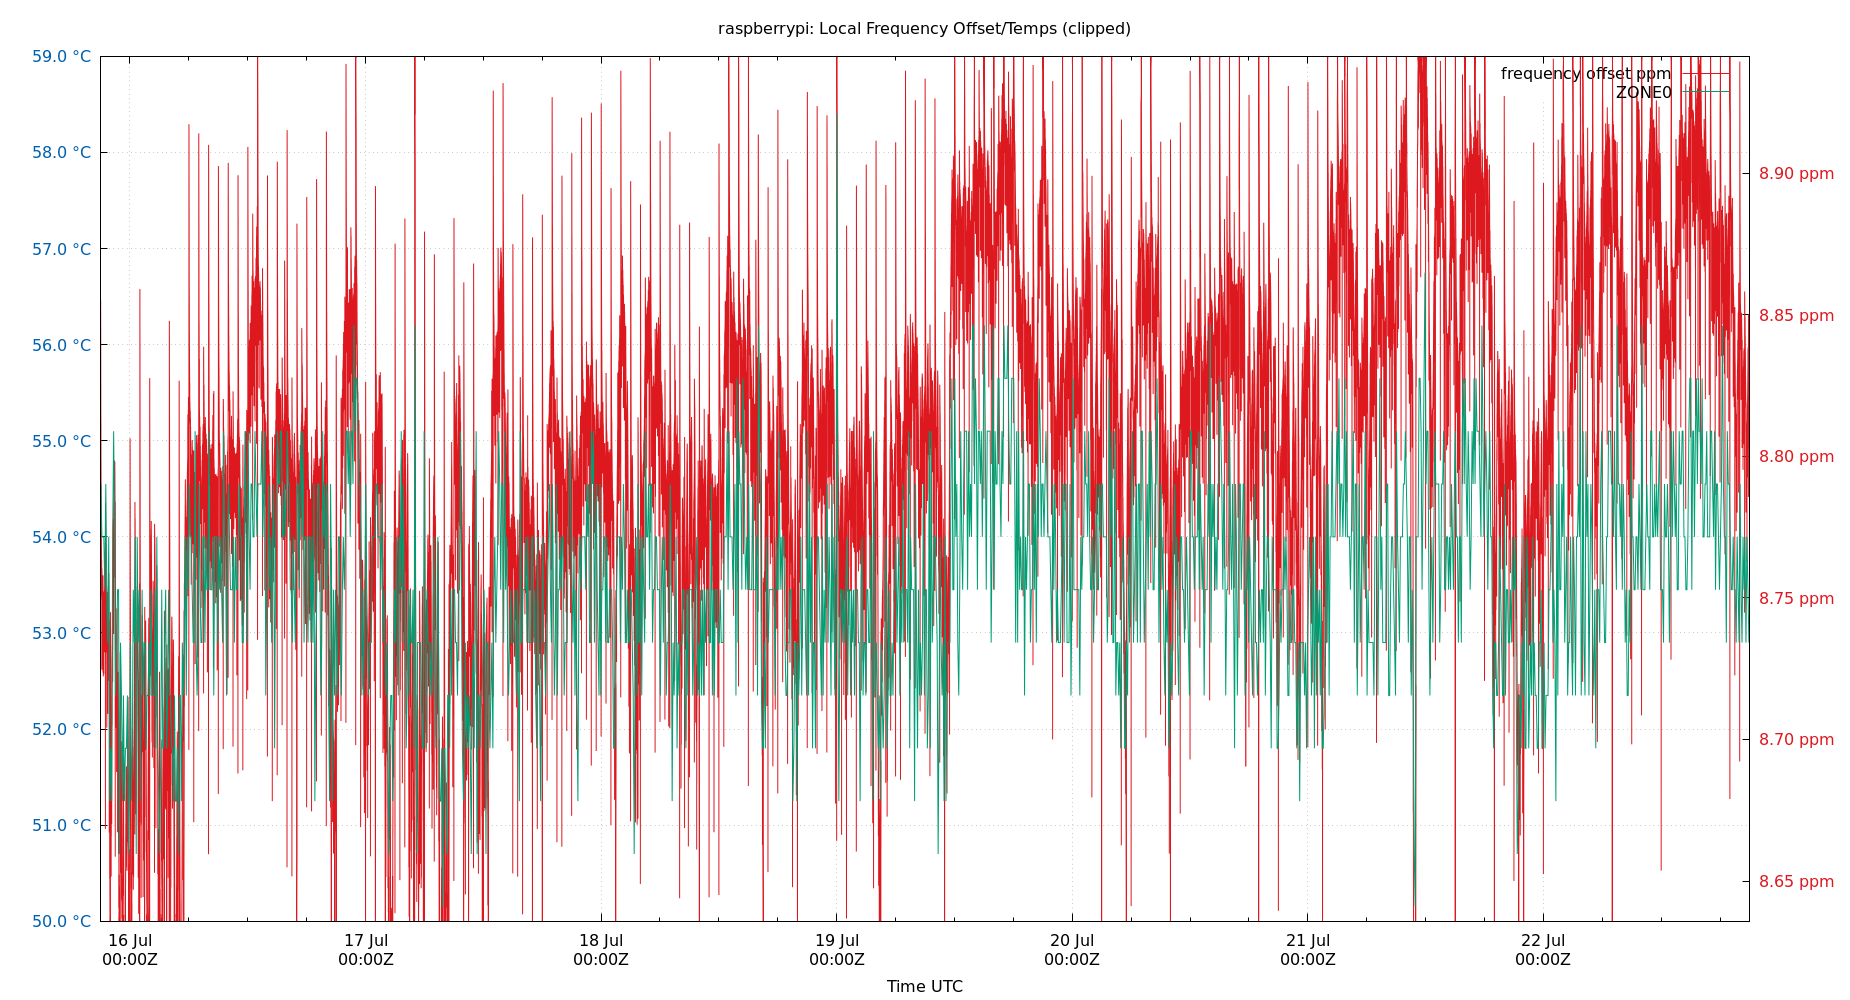 raspberrypi: Local Frequency Offset/Temps (clipped)
59.0 °C
58.0 °C
57.0 °C
56.0 °C
55.0 °C
54.0 °C
53.0 °C
52.0 °C
51.0 °C
50.0 °C
frequency offset ppm
ZONE0
8.90 ppm
8.85 ppm
8.80 ppm
8.75 ppm
8.70 ppm
8.65 ppm
16 Jul
00:00Z
17 Jul
00:00Z
18 Jul
00:00Z
19 Jul
00:00Z
20 Jul
00:00Z
21 Jul
00:00Z
22 Jul
00:00Z
Time UTC